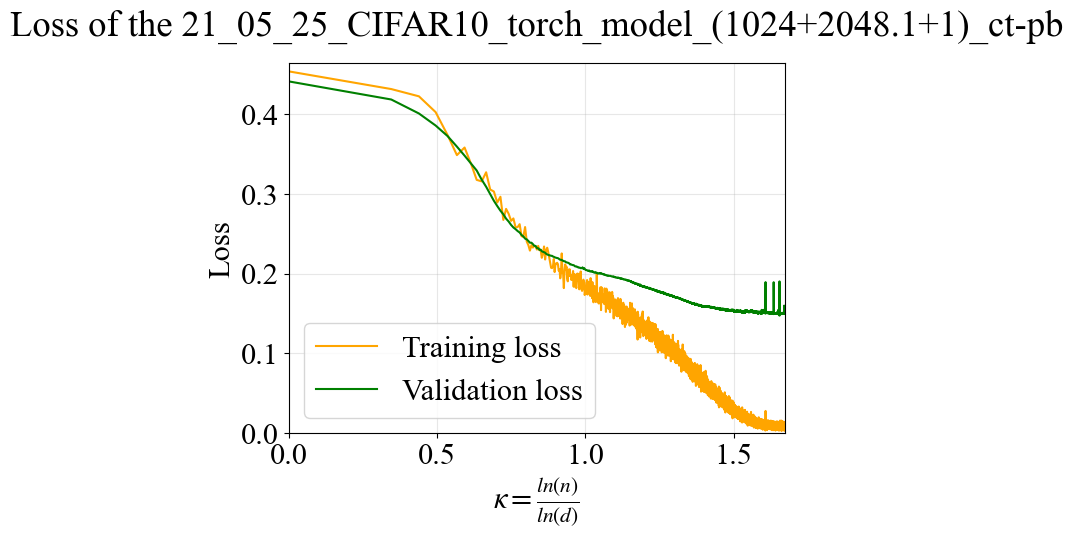 Loss of the 21_05_25_CIFAR10_torch_model_(1024+2048.1+1)_ct-pb
0.4
0.3
0.2
0.1
0.0
Loss
Training loss
Validation loss
0.0 0.5 1.0 1.5
κ = ln(n)/ln(d)